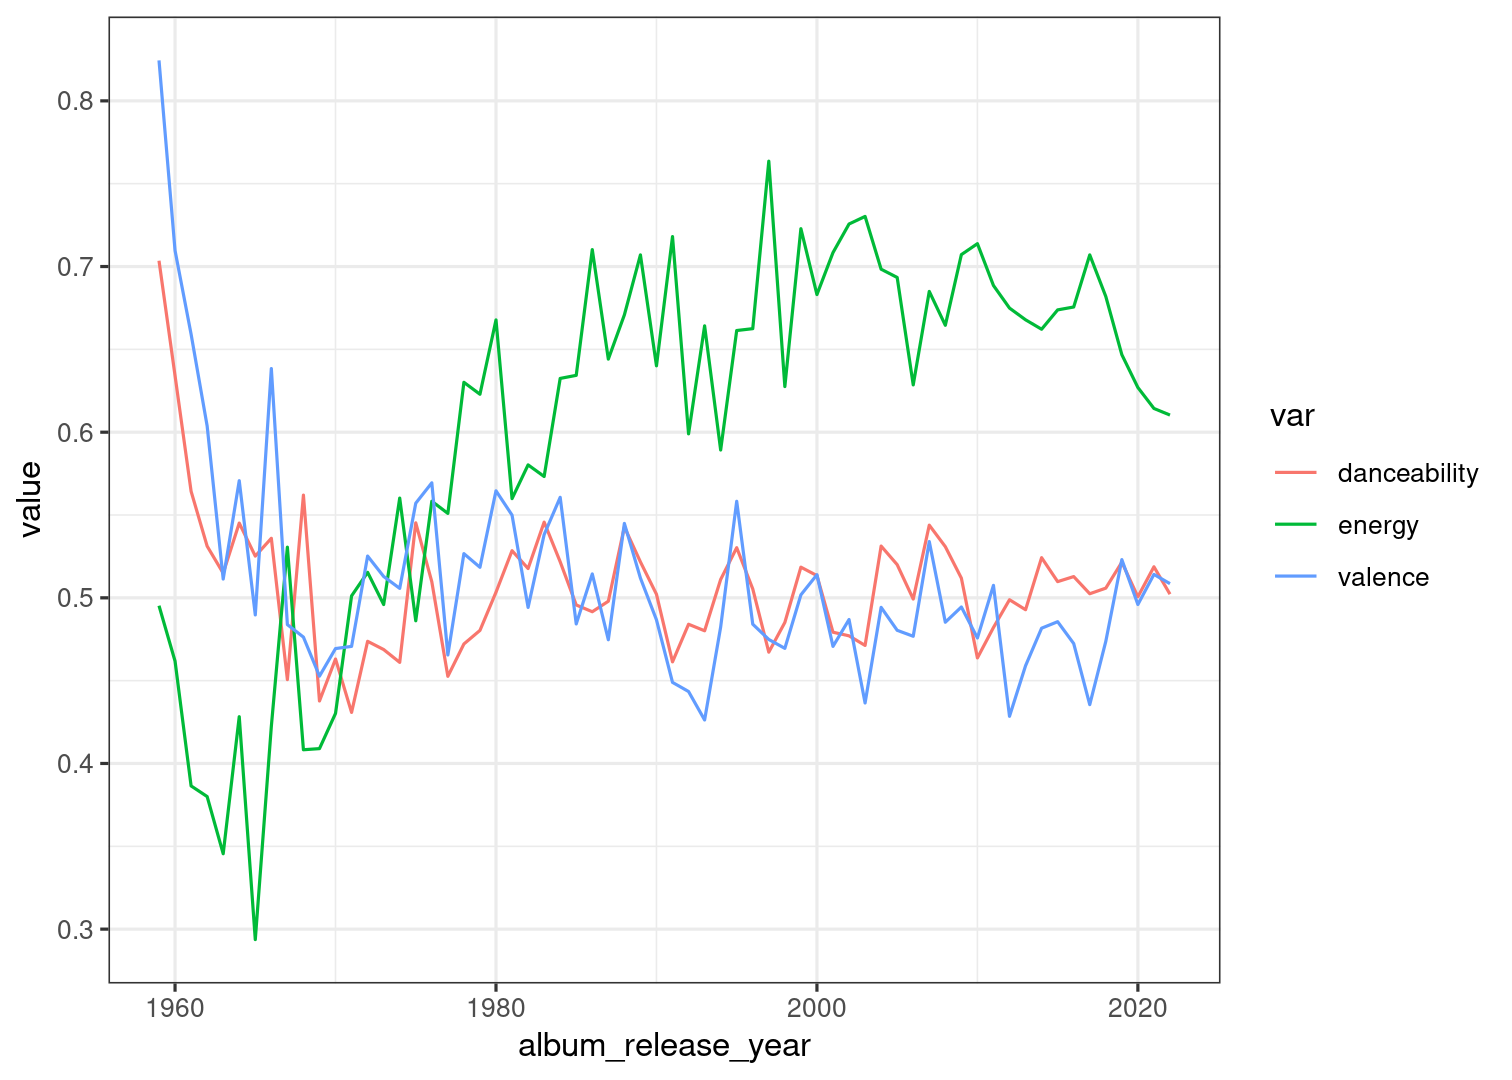 value
0.8
0.7
0.6
0.5
0.4
0.3
1960 1980 2000 2020
album_release_year
var
danceability
energy
valence